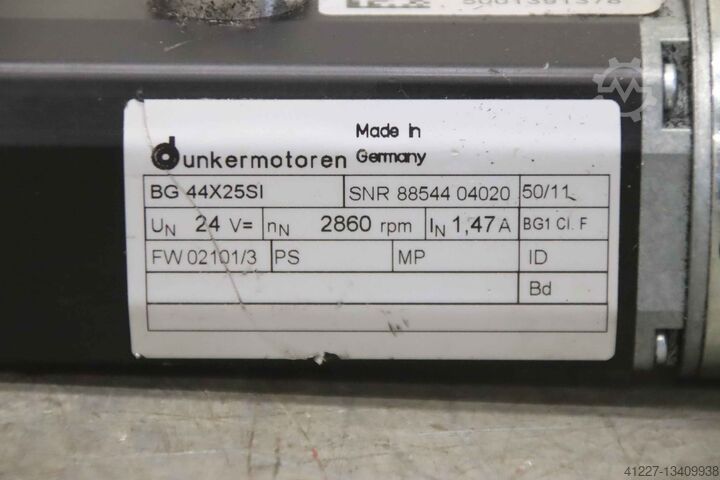 Made in
dunkermotoren Germany
BG 44X25SI SNR 88544 04020 50/11
UN 24 V= nN 2860 rpm IN 1,47A BG1 Cl. F
FW 02101/3 PS MP ID
Bd
41227-13409938